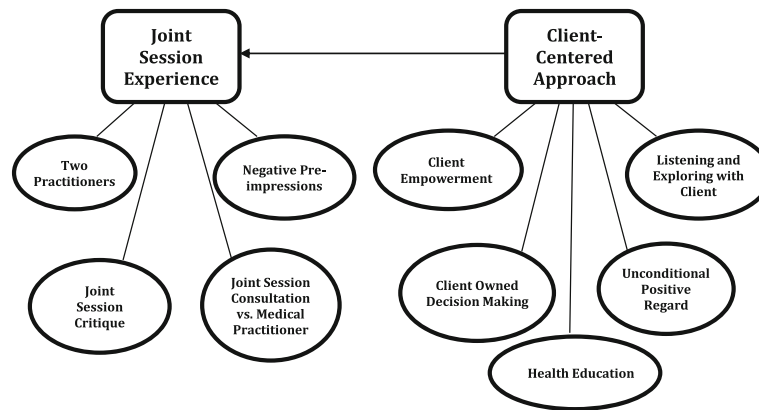 Joint
Session
Experience
Client-
Centered
Approach
Two
Practitioners
Negative Pre-
impressions
Client
Empowerment
Listening and
Exploring with
Client
Joint
Session
Critique
Joint Session
Consultation
vs. Medical
Practitioner
Client Owned
Decision Making
Unconditional
Positive
Regard
Health Education